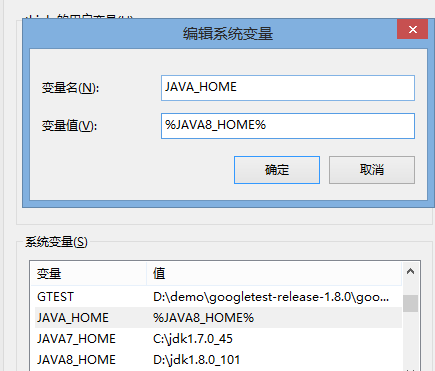 的用户变量(U)
编辑系统变量
变量名(N):
JAVA_HOME
变量值(V):
%JAVA8_HOME%
确定
取消
系统变量(S)
变量 值
GTEST D:\demo\googletest-release-1.8.0\goo...
JAVA_HOME %JAVA8_HOME%
JAVA7_HOME C:\jdk1.7.0_45
JAVA8_HOME D:\jdk1.8.0_101